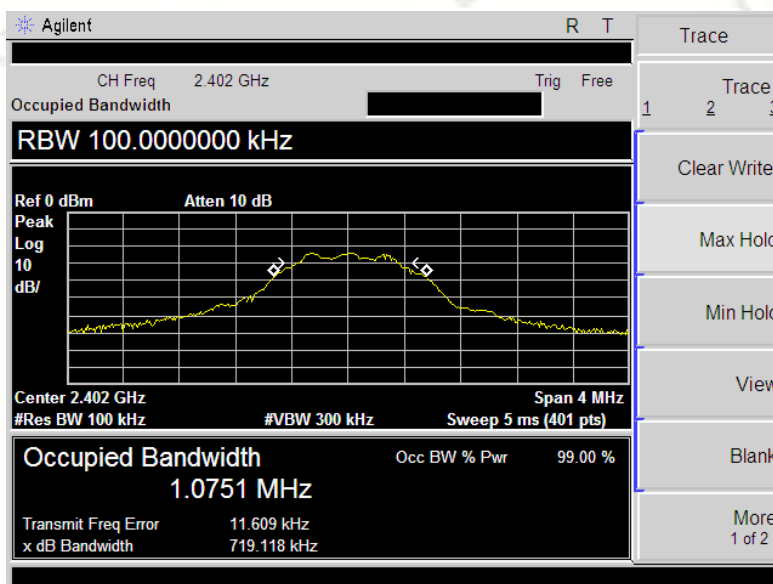 Agilent R T
CH Freq 2.402 GHz Trig Free
Occupied Bandwidth
RBW 100.0000000 kHz
Ref 0 dBm Atten 10 dB
Peak
Log
10
dB/
Center 2.402 GHz Span 4 MHz
#Res BW 100 kHz #VBW 300 kHz Sweep 5 ms (401 pts)
Occupied Bandwidth Occ BW % Pwr 99.00 %
1.0751 MHz
Transmit Freq Error 11.609 kHz
x dB Bandwidth 719.118 kHz
Trace
Trace
1 2 3
Clear Write
Max Hold
Min Hold
View
Blank
More
1 of 2